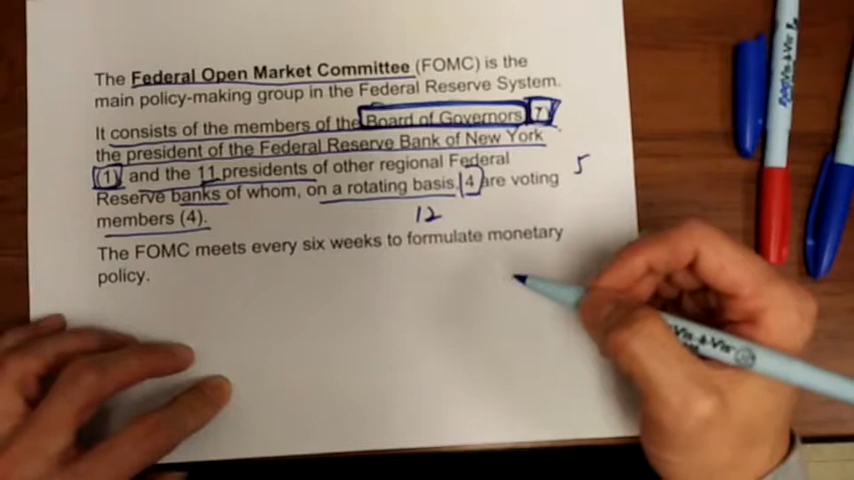 The Federal Open Market Committee (FOMC) is the
main policy-making group in the Federal Reserve System.
It consists of the members of the Board of Governors 7
the president of the Federal Reserve Bank of New York
(1) and the 11 presidents of other regional Federal
5
Reserve banks of whom, on a rotating basis, 4 are voting
members (4).
12
The FOMC meets every six weeks to formulate monetary
policy.